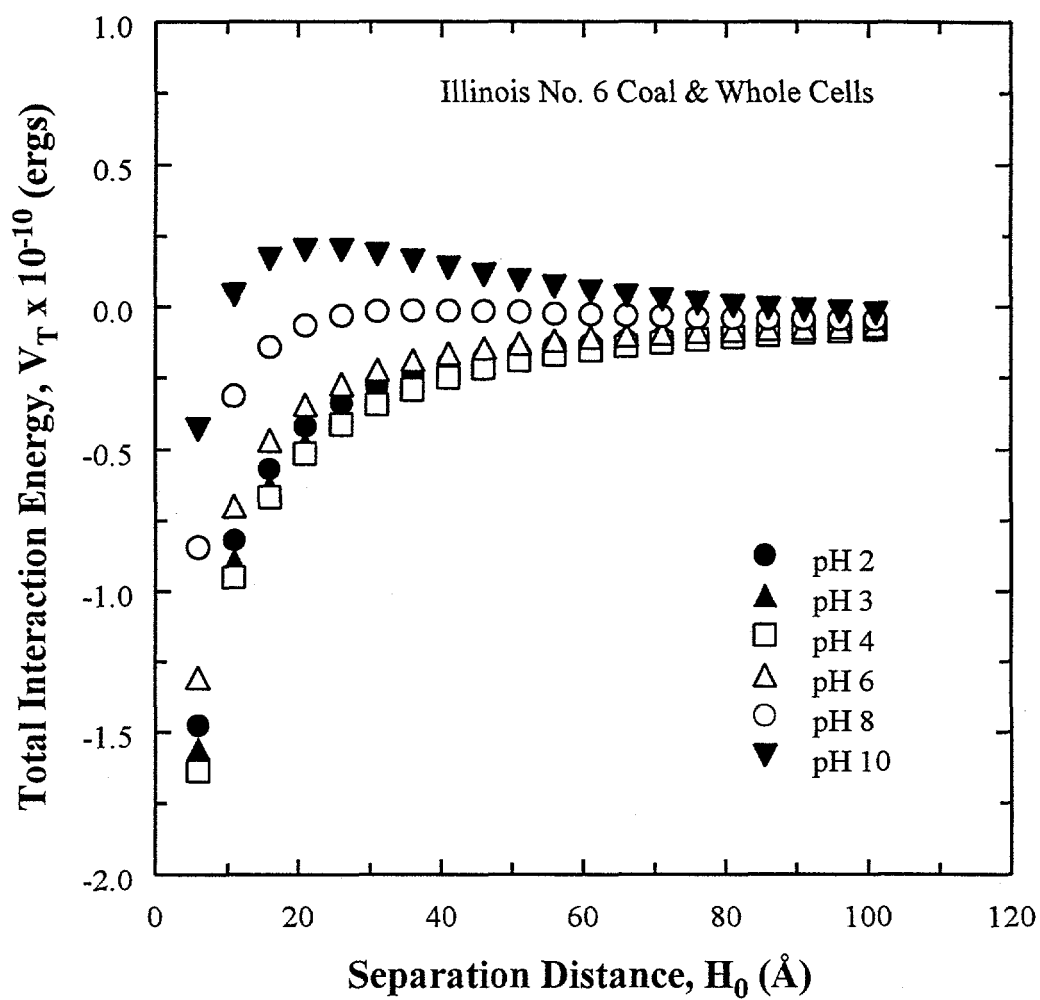 1.0
Illinois No. 6 Coal & Whole Cells
0.5
0.0
-0.5
-1.0
-1.5
-2.0
Total Interaction Energy, V_T x 10^-10 (ergs)
pH 2
pH 3
pH 4
pH 6
pH 8
pH 10
0 20 40 60 80 100 120
Separation Distance, H_0 (Å)